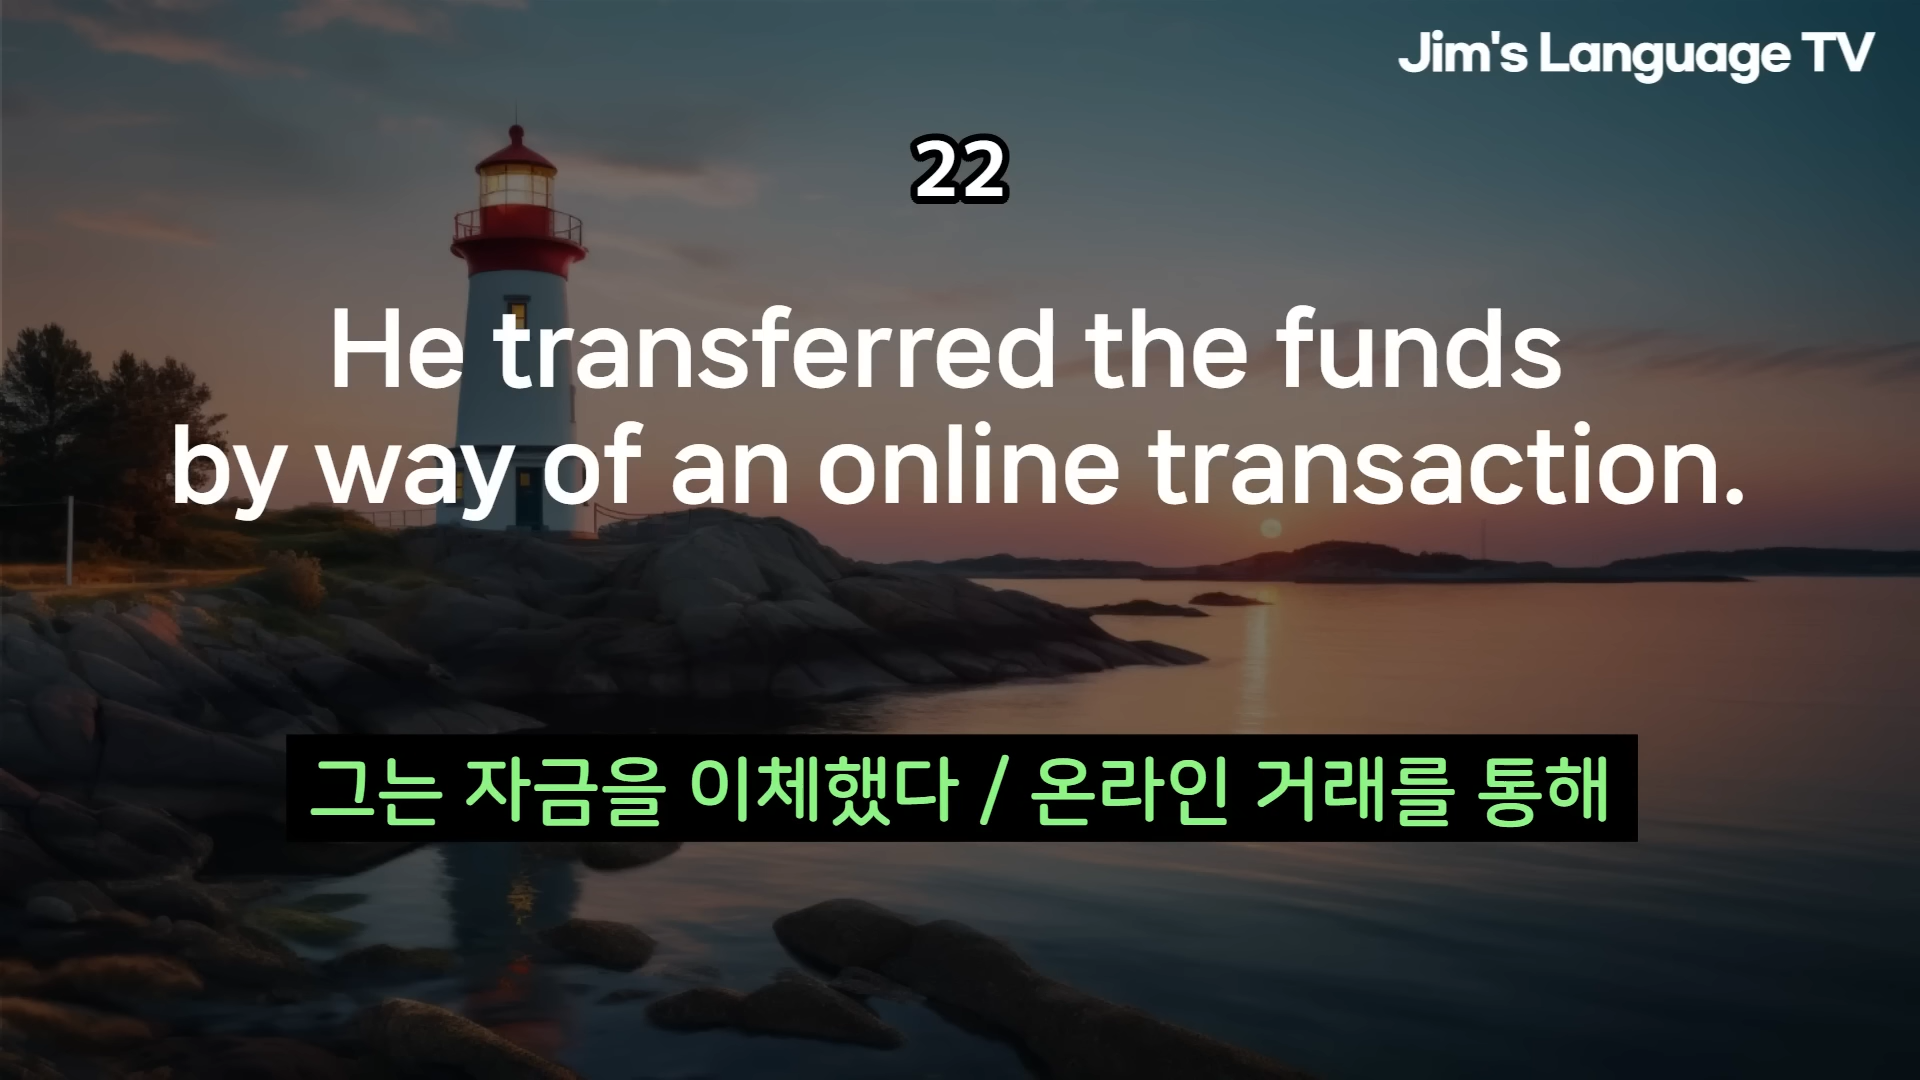 Jim's Language TV
22
He transferred the funds
by way of an online transaction.
그는 자금을 이체했다 / 온라인 거래를 통해